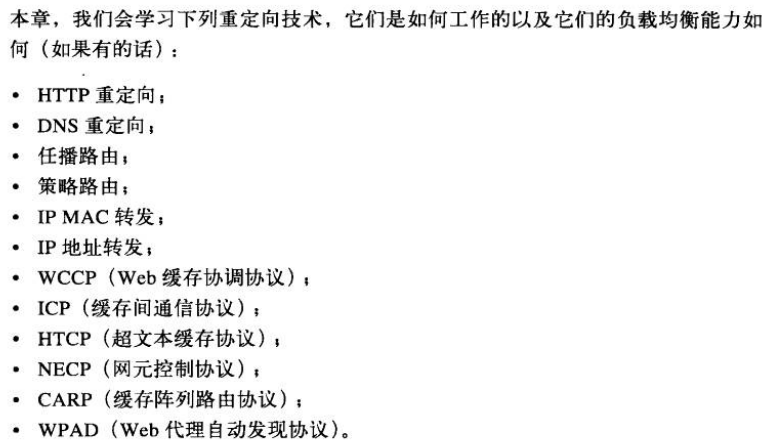 本章，我们会学习下列重定向技术，它们是如何工作的以及它们的负载均衡能力如
何（如果有的话）：
• HTTP 重定向；
• DNS 重定向；
• 任播路由；
• 策略路由；
• IP MAC 转发；
• IP 地址转发；
• WCCP（Web 缓存协调协议）；
• ICP（缓存间通信协议）；
• HTCP（超文本缓存协议）；
• NECP（网元控制协议）；
• CARP（缓存阵列路由协议）；
• WPAD（Web 代理自动发现协议）。